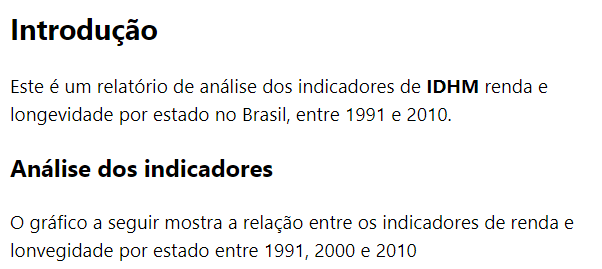 Introdução
Este é um relatório de análise dos indicadores de IDHM renda e
longevidade por estado no Brasil, entre 1991 e 2010.
Análise dos indicadores
O gráfico a seguir mostra a relação entre os indicadores de renda e
lonvegidade por estado entre 1991, 2000 e 2010